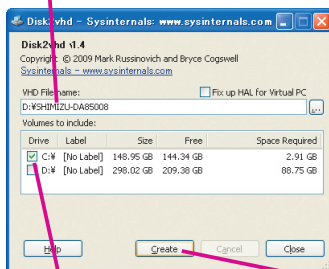 Disk2vhd - Sysinternals: www.sysinternals.com
Disk2vhd v1.4
Copyright © 2009 Mark Russinovich and Bryce Cogswell
Sysinternals - www.sysinternals.com
VHD File name:
Fix up HAL for Virtual PC
D:¥SHIMIZU-DA85008
...
Volumes to include:
Drive Label Size Free Space Required
C:¥ [No Label] 148.95 GB 144.34 GB 2.91 GB
D:¥ [No Label] 298.02 GB 209.38 GB 88.75 GB
Help Create Cancel Close